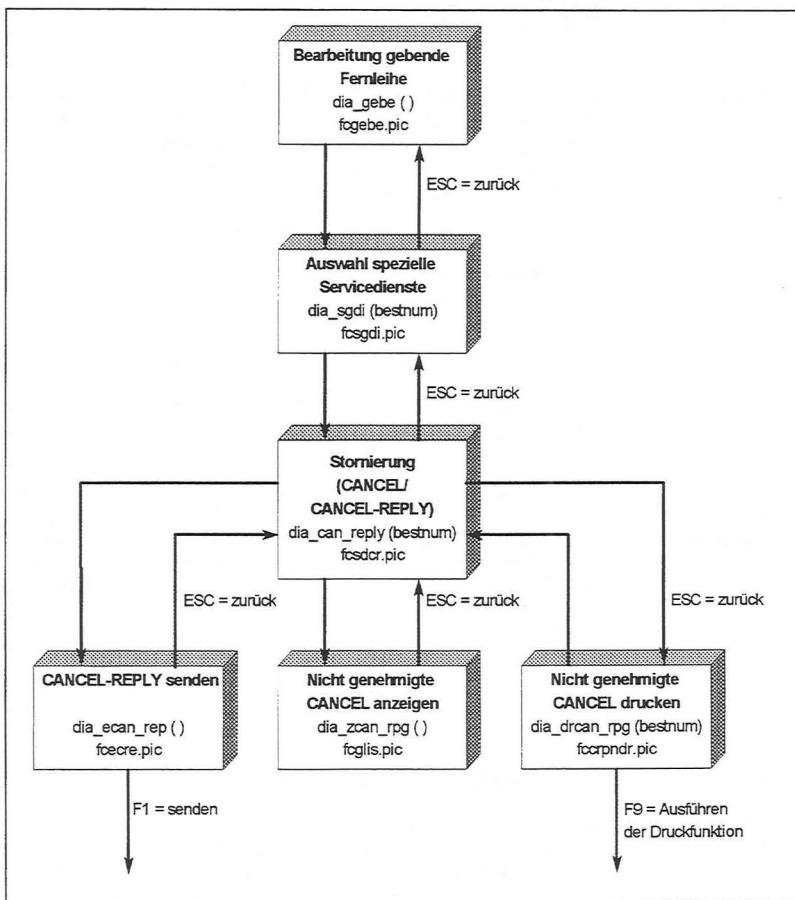 Bearbeitung gebende
Fernleihe
dia_gebe ( )
fcgebe.pic
ESC = zurück
Auswahl spezielle
Servicedienste
dia_sgdi (bestnum)
fcsgdi.pic
ESC = zurück
Stornierung
(CANCEL/
CANCEL-REPLY)
dia_can_reply (bestnum)
fcsdcr.pic
ESC = zurück
ESC = zurück
ESC = zurück
CANCEL-REPLY senden
dia_ecan_rep ( )
fcecre.pic
Nicht genehmigte
CANCEL anzeigen
dia_zcan_rpg ( )
fcglis.pic
Nicht genehmigte
CANCEL drucken
dia_drcan_rpg (bestnum)
fccrpndr.pic
F1 = senden
F9 = Ausführen
der Druckfunktion